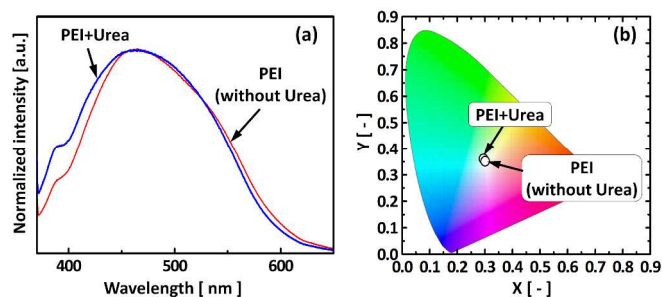 (a)
PEI+Urea
PEI
(without Urea)
Normalized intensity [a.u.]
400
500
600
Wavelength [ nm ]
(b)
PEI+Urea
PEI
(without Urea)
Y [ - ]
0.9
0.8
0.7
0.6
0.5
0.4
0.3
0.2
0.1
0.0
0.0 0.1 0.2 0.3 0.4 0.5 0.6 0.7 0.8 0.9
X [ - ]